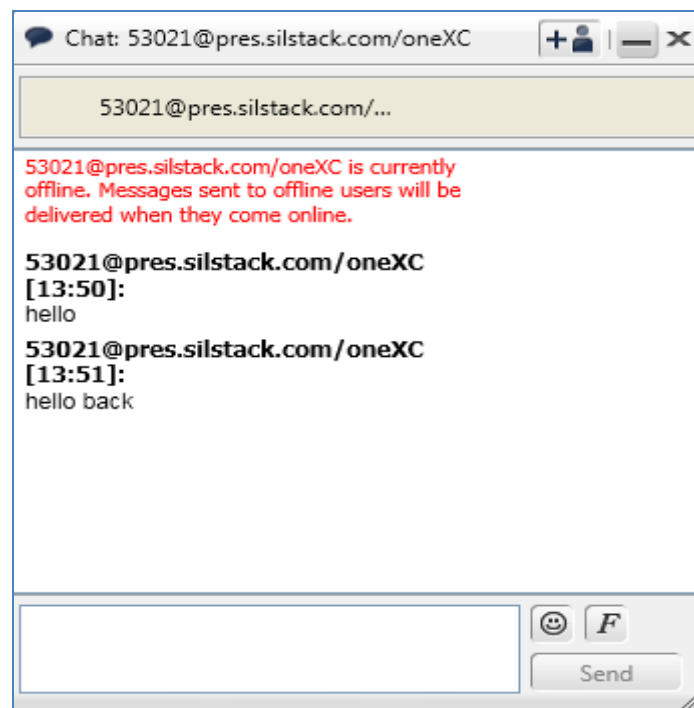 Chat: 53021@pres.silstack.com/oneXC
53021@pres.silstack.com/...
53021@pres.silstack.com/oneXC is currently
offline. Messages sent to offline users will be
delivered when they come online.
53021@pres.silstack.com/oneXC
[13:50]:
hello
53021@pres.silstack.com/oneXC
[13:51]:
hello back
F
Send